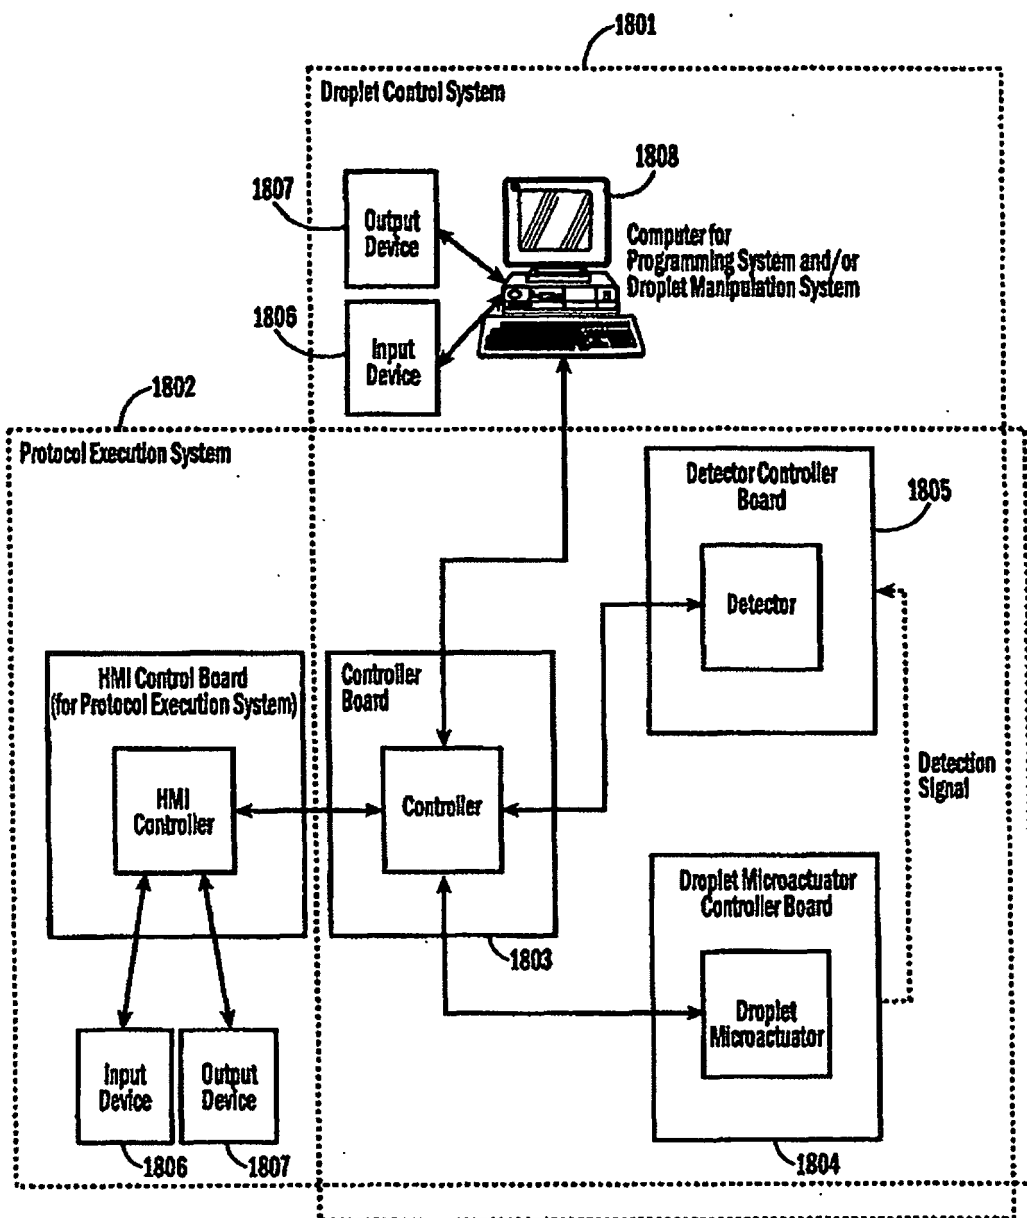 1801
Droplet Control System
1808
1807
Output
Device
Computer for
Programming System and/or
Droplet Manipulation System
1806
Input
Device
1802
Protocol Execution System
Detector Controller
Board
1805
Detector
HMI Control Board
(for Protocol Execution System)
Controller
Board
HMI
Controller
Controller
Detection
Signal
Droplet Microactuator
Controller Board
1803
Droplet
Microactuator
Input
Device
Output
Device
1806
1807
1804